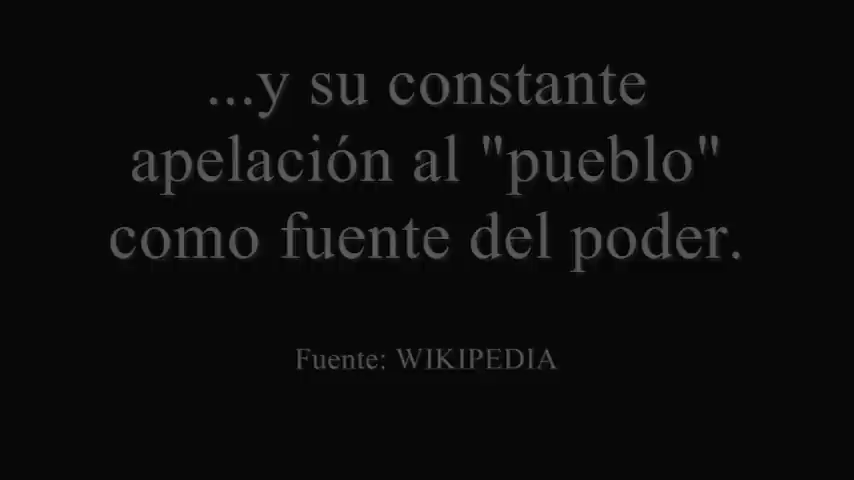 ...y su constante
apelación al "pueblo"
como fuente del poder.
Fuente: WIKIPEDIA